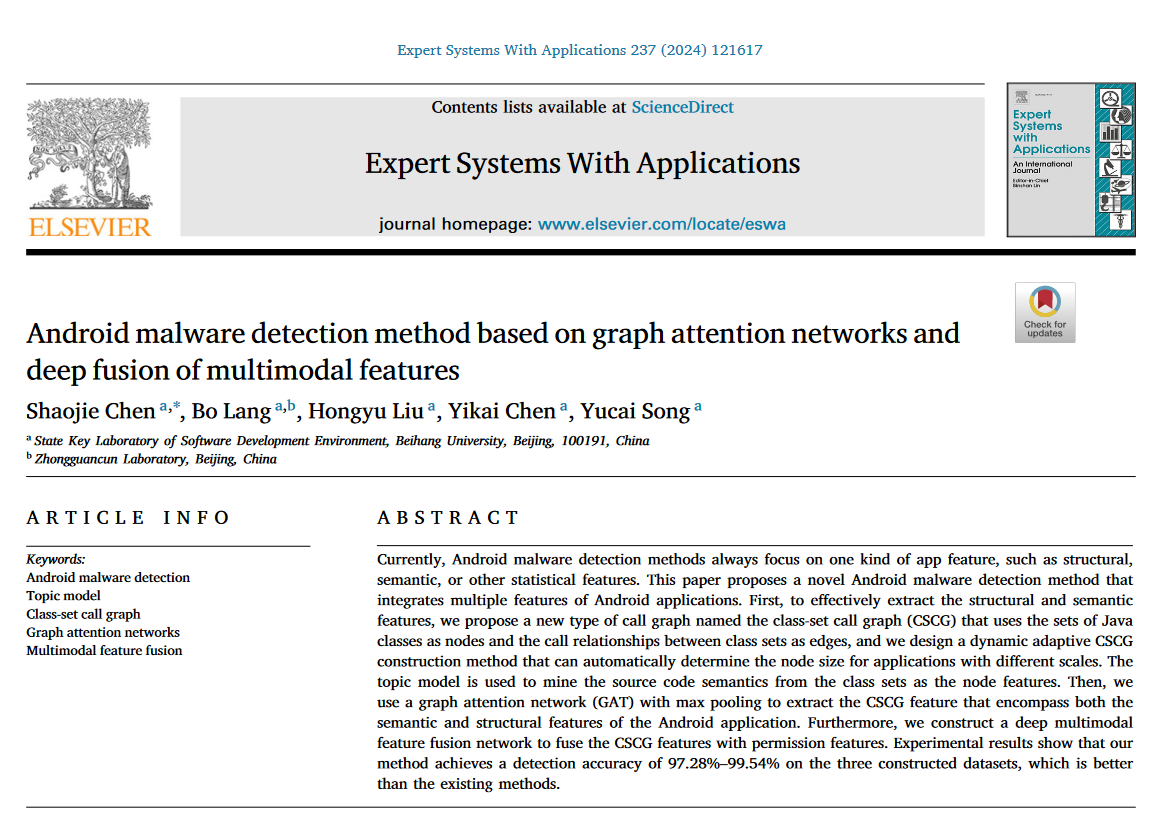 Expert Systems With Applications 237 (2024) 121617
Contents lists available at ScienceDirect
Expert Systems With Applications
journal homepage: www.elsevier.com/locate/eswa
ELSEVIER
Expert
Systems
with
Applications
An International
Journal
Editor-in-Chief
Binshan Lin
Check for
updates
Android malware detection method based on graph attention networks and
deep fusion of multimodal features
Shaojie Chen a,*, Bo Lang a,b, Hongyu Liu a, Yikai Chen a, Yucai Song a
a State Key Laboratory of Software Development Environment, Beihang University, Beijing, 100191, China
b Zhongguancun Laboratory, Beijing, China
ARTICLE INFO
Keywords:
Android malware detection
Topic model
Class-set call graph
Graph attention networks
Multimodal feature fusion
ABSTRACT
Currently, Android malware detection methods always focus on one kind of app feature, such as structural,
semantic, or other statistical features. This paper proposes a novel Android malware detection method that
integrates multiple features of Android applications. First, to effectively extract the structural and semantic
features, we propose a new type of call graph named the class-set call graph (CSCG) that uses the sets of Java
classes as nodes and the call relationships between class sets as edges, and we design a dynamic adaptive CSCG
construction method that can automatically determine the node size for applications with different scales. The
topic model is used to mine the source code semantics from the class sets as the node features. Then, we
use a graph attention network (GAT) with max pooling to extract the CSCG feature that encompass both the
semantic and structural features of the Android application. Furthermore, we construct a deep multimodal
feature fusion network to fuse the CSCG features with permission features. Experimental results show that our
method achieves a detection accuracy of 97.28%–99.54% on the three constructed datasets, which is better
than the existing methods.